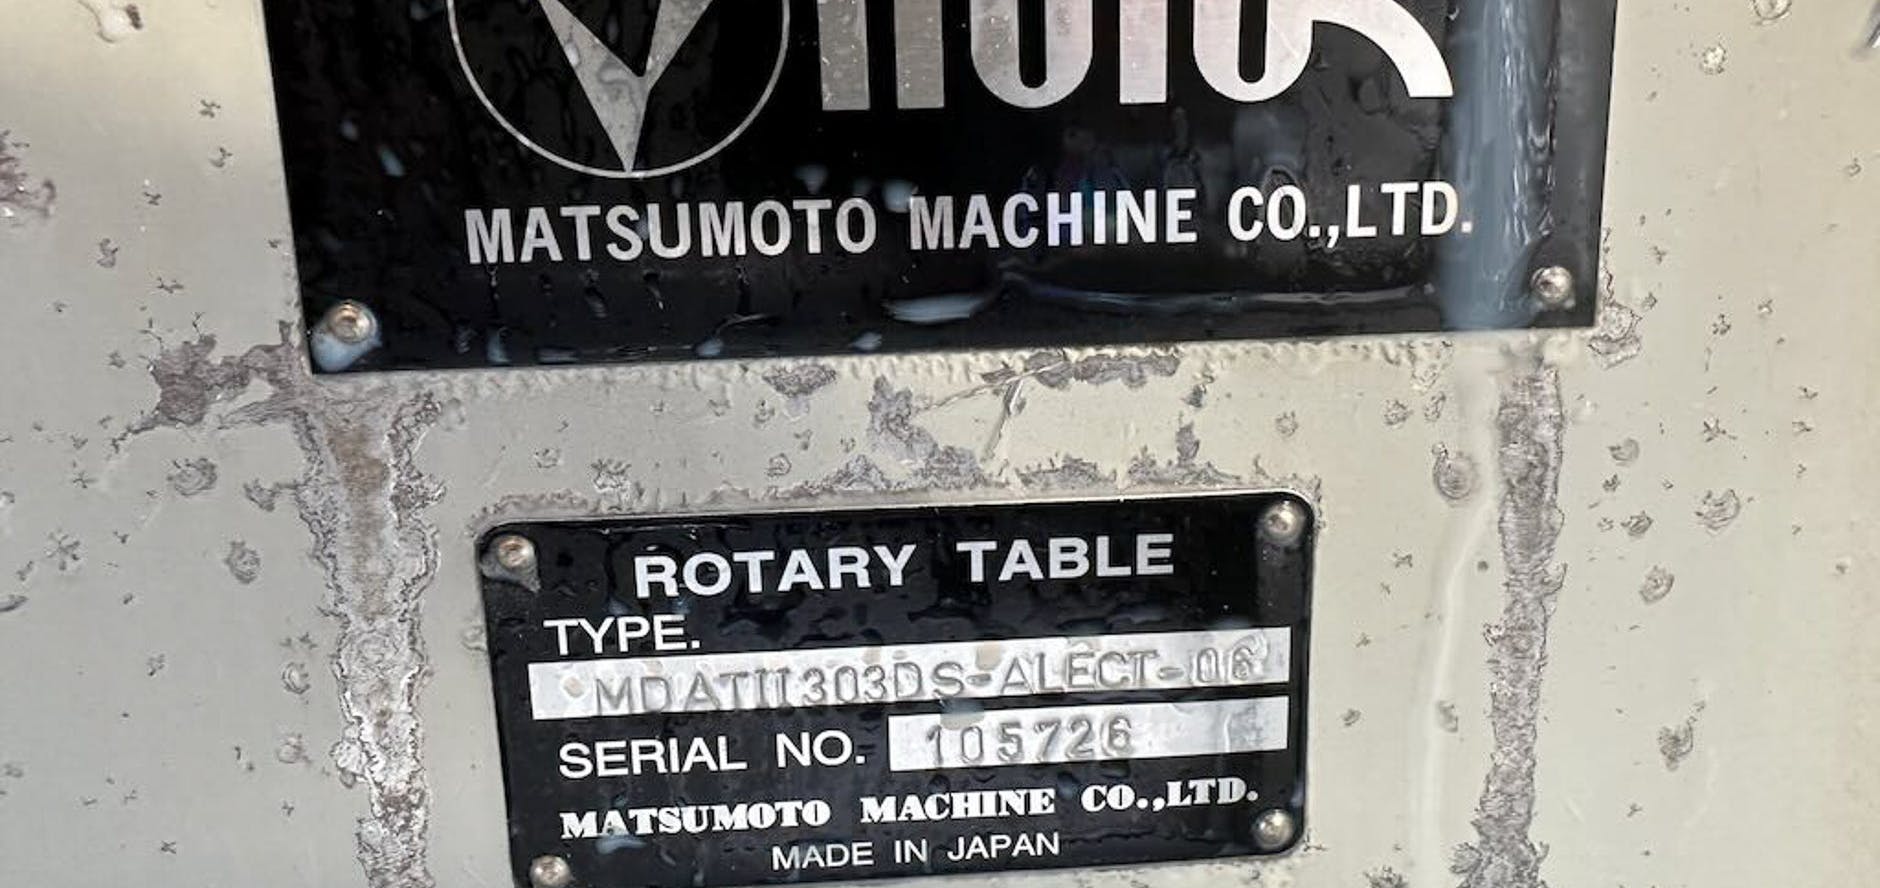 MATSUMOTO MACHINE CO.,LTD.
ROTARY TABLE
TYPE.
MDATII303DS-ALECT-06
SERIAL NO. 105726
MATSUMOTO MACHINE CO.,LTD.
MADE IN JAPAN